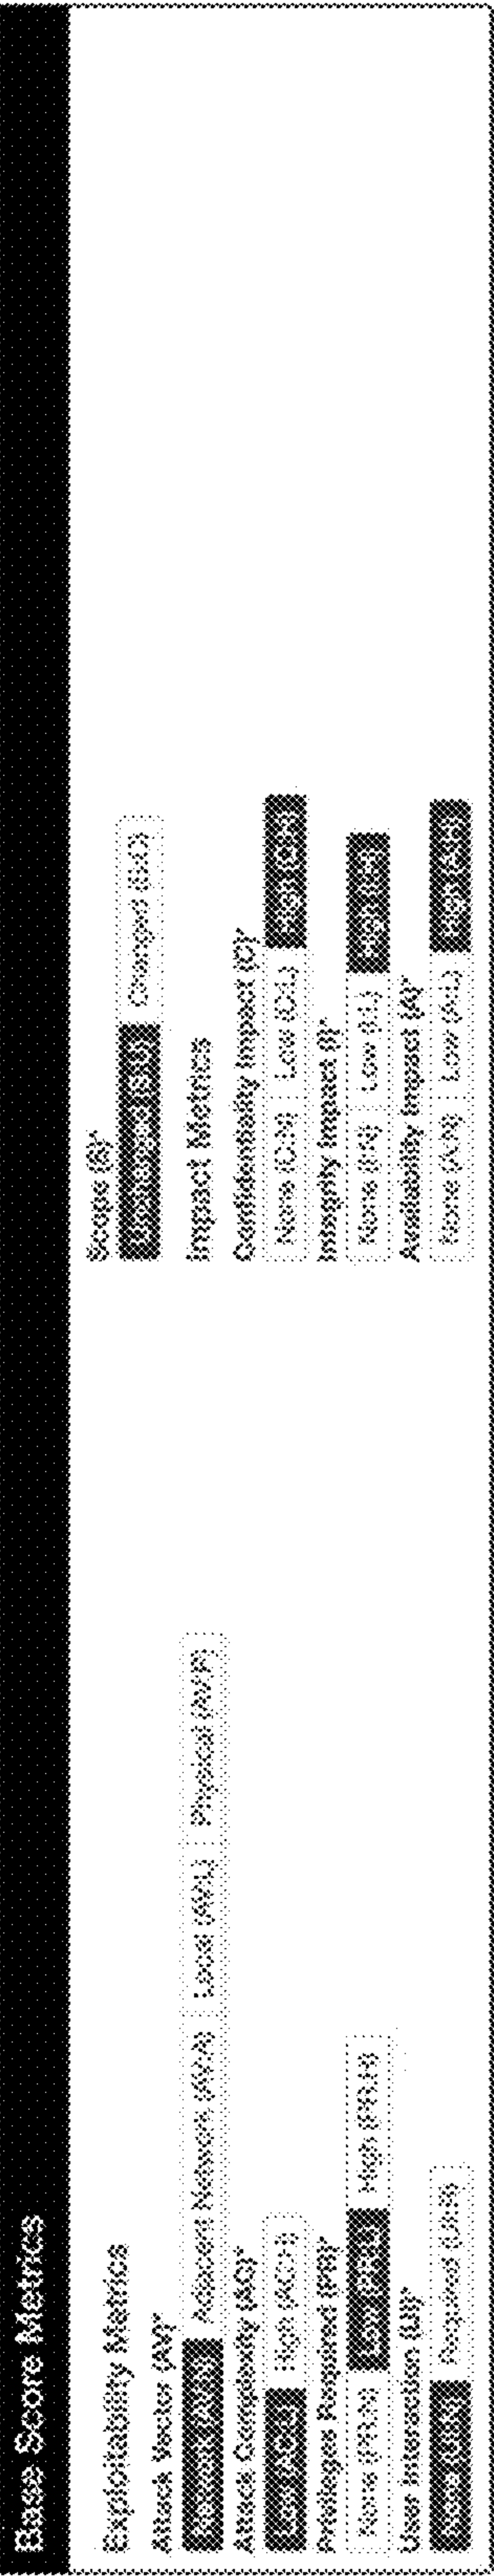 Base Score Metrics
Exploitability Metrics
Attack Vector (AV)*
Network (AV:N) Adjacent Network (AV:A) Local (AV:L) Physical (AV:P)
Attack Complexity (AC)*
Low (AC:L) High (AC:H)
Privileges Required (PR)*
None (PR:N) Low (PR:L) High (PR:H)
User Interaction (UI)*
None (UI:N) Required (UI:R)
Scope (S)*
Unchanged (S:U) Changed (S:C)
Impact Metrics
Confidentiality Impact (C)*
None (C:N) Low (C:L) High (C:H)
Integrity Impact (I)*
None (I:N) Low (I:L) High (I:H)
Availability Impact (A)*
None (A:N) Low (A:L) High (A:H)